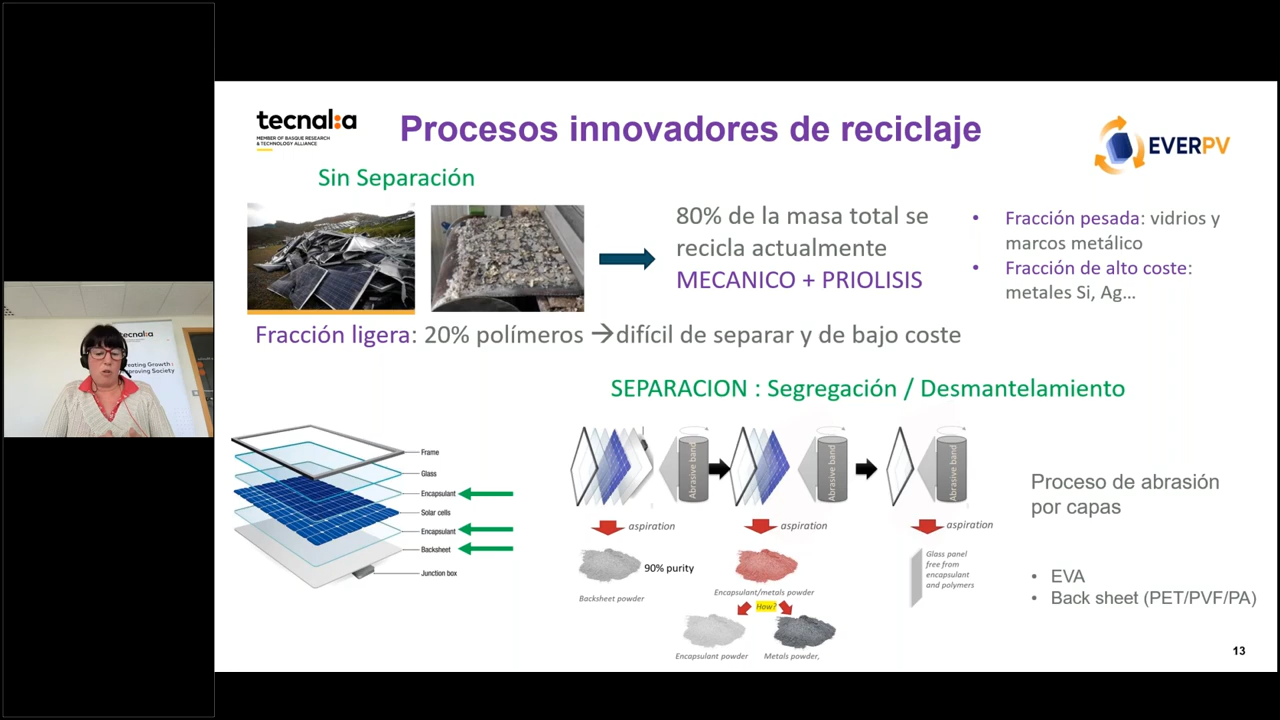 tecnal:a
MEMBER OF BASQUE RESEARCH
& TECHNOLOGY ALLIANCE
Procesos innovadores de reciclaje
EVERPV
Sin Separación
80% de la masa total se
recicla actualmente
MECANICO + PRIOLISIS
• Fracción pesada: vidrios y
marcos metálico
• Fracción de alto coste:
metales Si, Ag...
Fracción ligera: 20% polímeros →difícil de separar y de bajo coste
SEPARACION : Segregación / Desmantelamiento
Frame
Glass
Encapsulant
Solar cells
Encapsulant
Backsheet
Junction box
Abrasive band
Abrasive band
Abrasive band
aspiration
aspiration
aspiration
90% purity
Backsheet powder
Encapsulant/metals powder
How?
Encapsulant powder
Metals powder,
Glass panel
free from
encapsulant
and polymers
Proceso de abrasión
por capas
• EVA
• Back sheet (PET/PVF/PA)
13
tecnal:a
Society